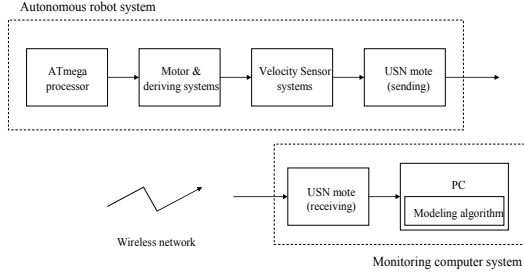 Autonomous robot system
ATmega
processor
Motor &
deriving systems
Velocity Sensor
systems
USN mote
(sending)
USN mote
(receiving)
PC
Modeling algorithm
Wireless network
Monitoring computer system